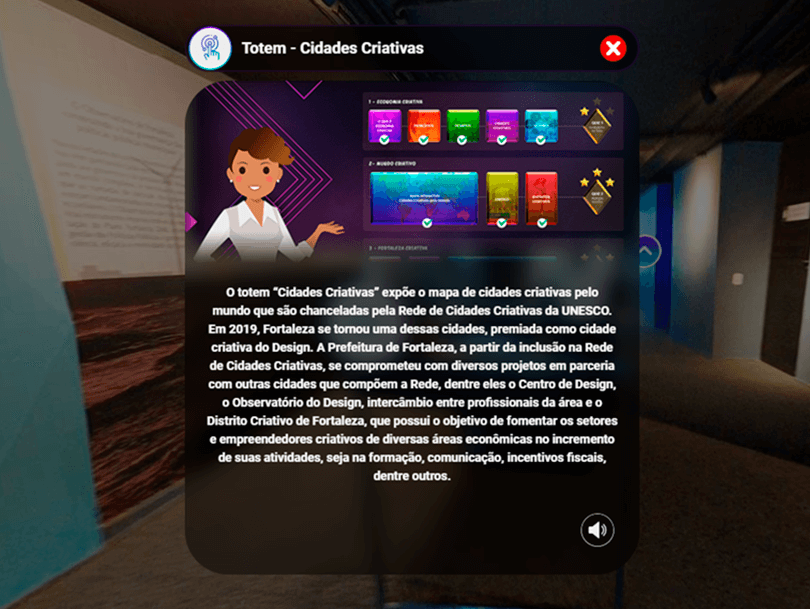 Totem - Cidades Criativas
1 - ECONOMIA CRIATIVA
2 - MUNDO CRIATIVO
3 - FORTALEZA CRIATIVA
O totem “Cidades Criativas” expõe o mapa de cidades criativas pelo
mundo que são chanceladas pela Rede de Cidades Criativas da UNESCO.
Em 2019, Fortaleza se tornou uma dessas cidades, premiada como cidade
criativa do Design. A Prefeitura de Fortaleza, a partir da inclusão na Rede
de Cidades Criativas, se comprometeu com diversos projetos em parceria
com outras cidades que compõem a Rede, dentre eles o Centro de Design,
o Observatório do Design, intercâmbio entre profissionais da área e o
Distrito Criativo de Fortaleza, que possui o objetivo de fomentar os setores
e empreendedores criativos de diversas áreas econômicas no incremento
de suas atividades, seja na formação, comunicação, incentivos fiscais,
dentre outros.